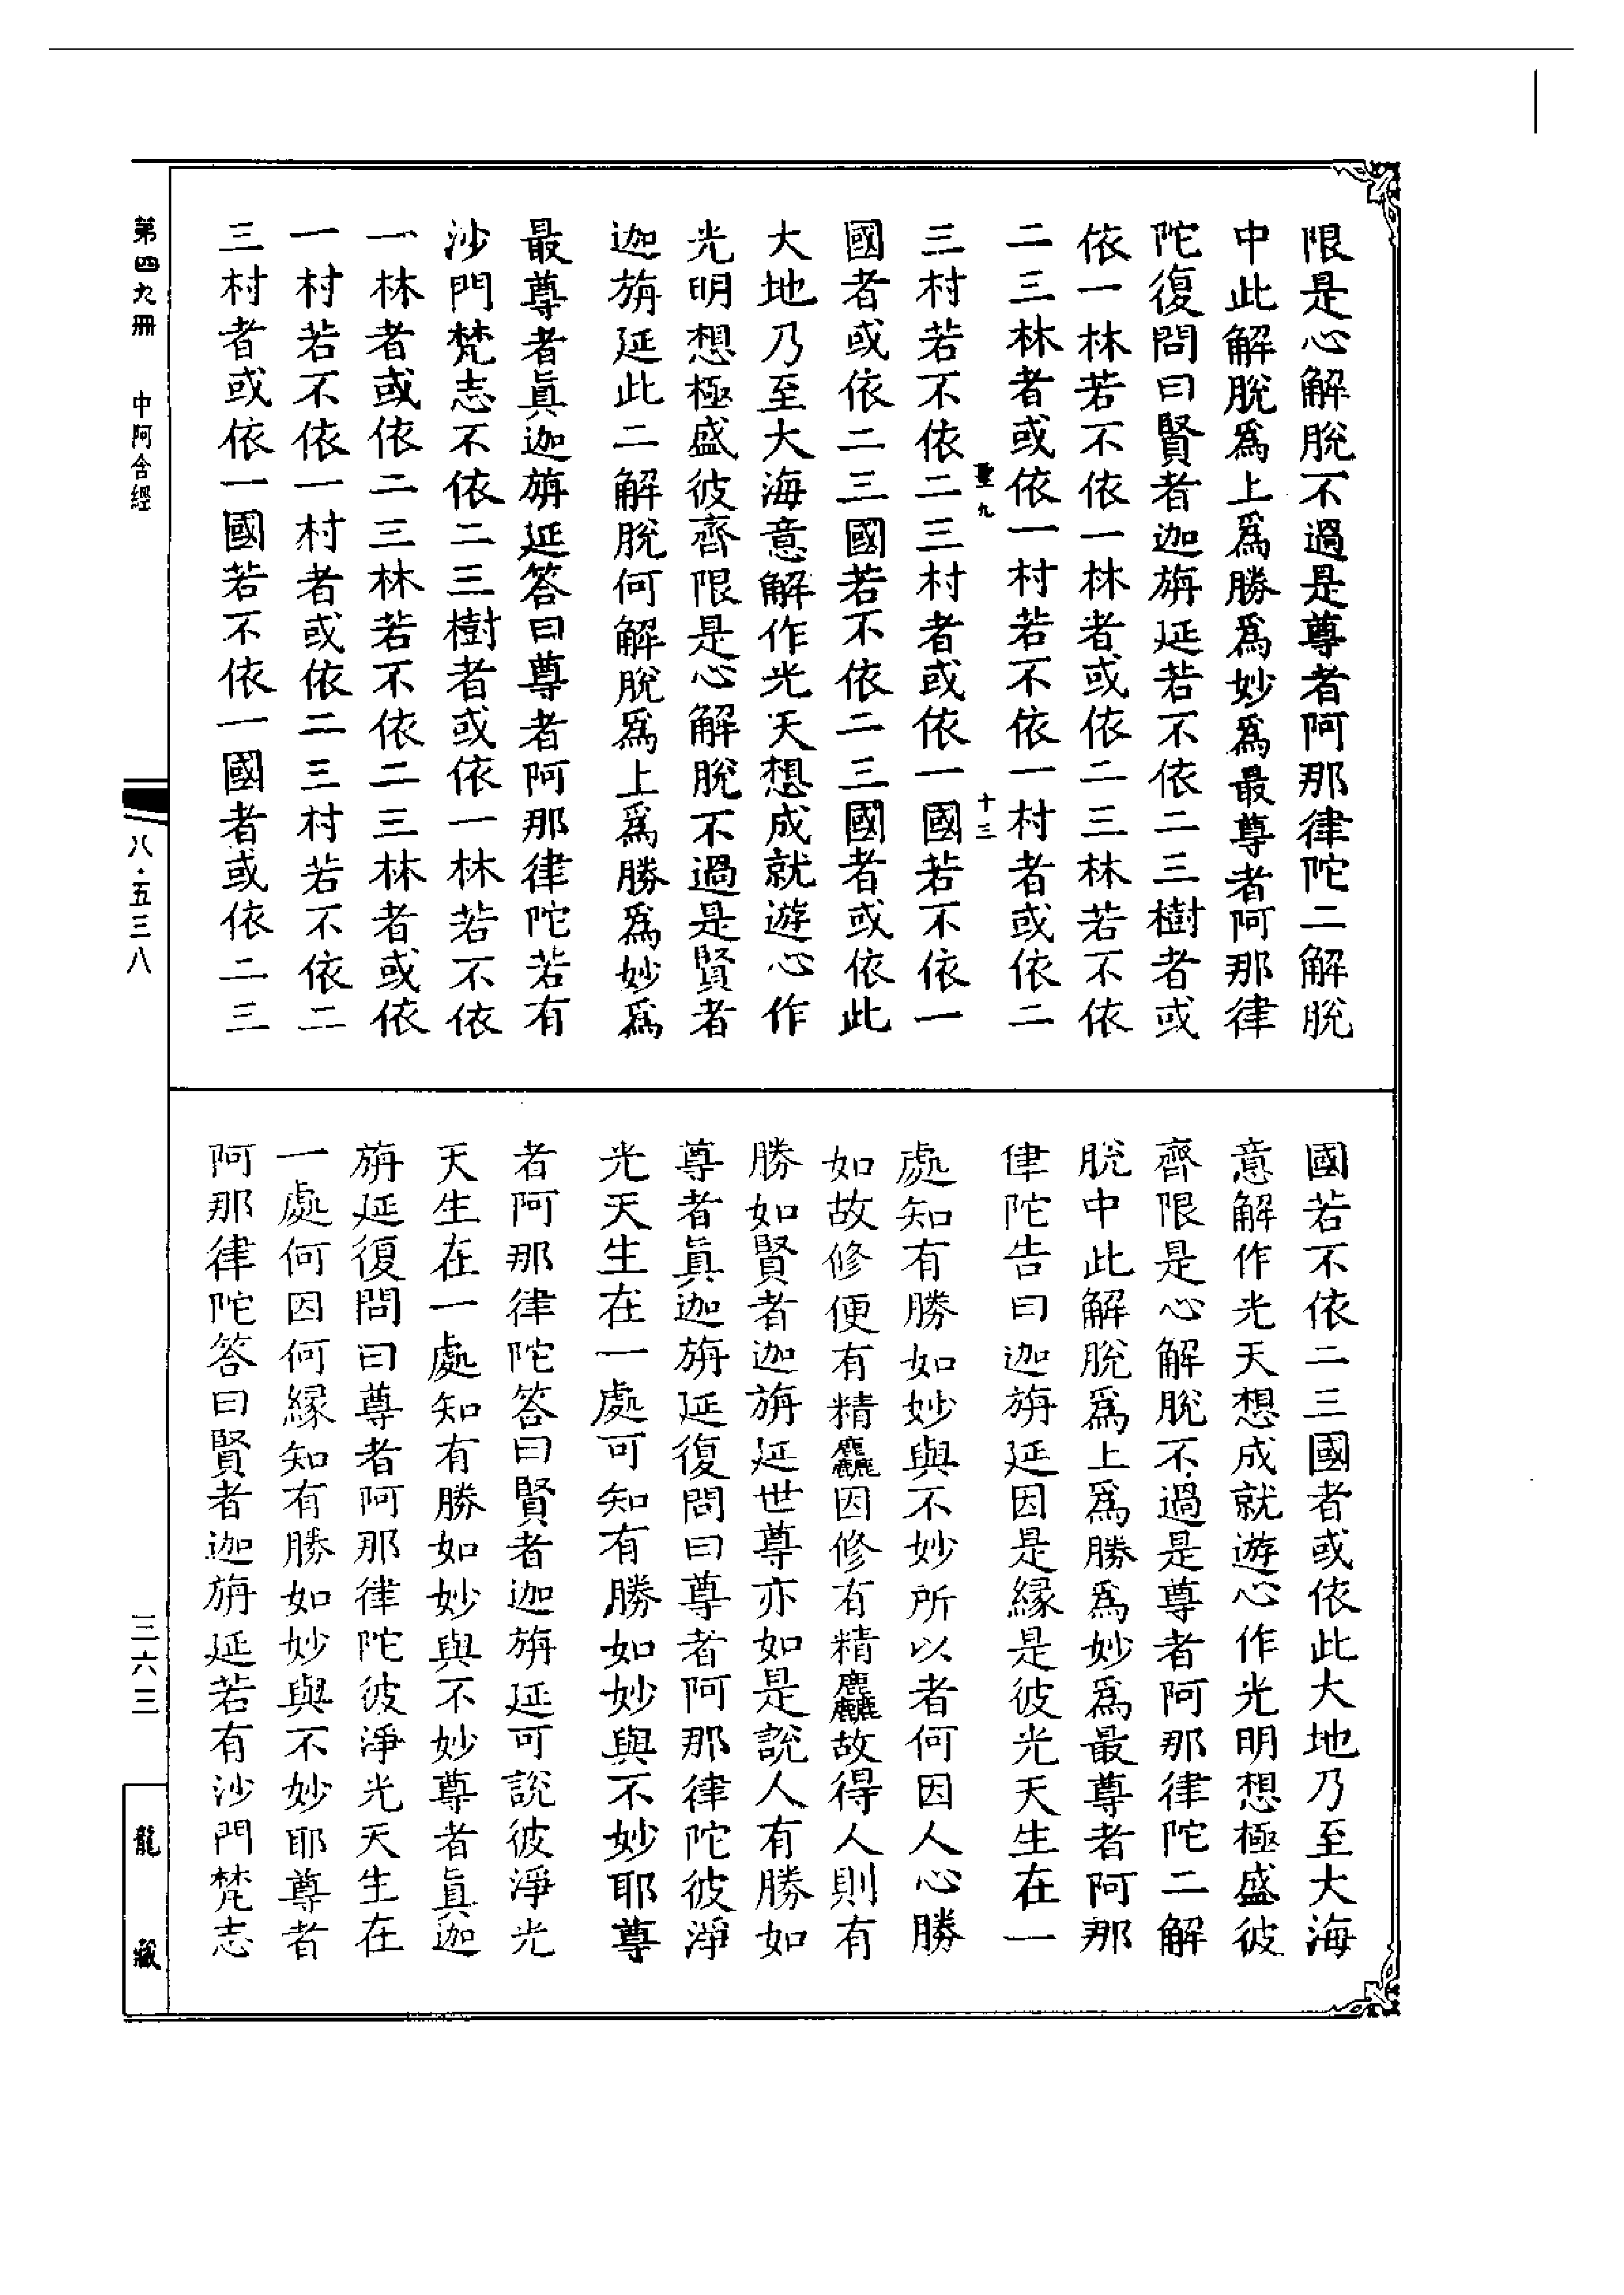 限是心解脫不過是尊者阿那律陀二解脫
中此解脫爲上爲勝爲妙爲最尊者阿那律
陀復問曰賢者迦旃延若不依二三樹者或
依一林若不依一林者或依二三林若不依
二三林者或依一村若不依一村者或依二
聖九 十三
三村若不依二三村者或依一國若不依一
國者或依二三國若不依二三國者或依此
大地乃至大海意解作光天想成就遊心作
光明想極盛彼齊限是心解脫不過是賢者
迦旃延此二解脫何解脫爲上爲勝爲妙爲
最尊者眞迦旃延答曰尊者阿那律陀若有
沙門梵志不依二三樹者或依一林若不依
一林者或依二三林若不依二三林者或依
一村若不依一村者或依二三村若不依二
三村者或依一國若不依一國者或依二三
國若不依二三國者或依此大地乃至大海
意解作光天想成就遊心作光明想極盛彼
齊限是心解脫不過是尊者阿那律陀二解
脫中此解脫爲上爲勝爲妙爲最尊者阿那
律陀告曰迦旃延因是緣是彼光天生在一
處知有勝如妙與不妙所以者何因人心勝
如故修便有精麤因修有精麤故得人則有
勝如賢者迦旃延世尊亦如是說人有勝如
尊者眞迦旃延復問曰尊者阿那律陀彼淨
光天生在一處可知有勝如妙與不妙耶尊
者阿那律陀答曰賢者迦旃延可說彼淨光
天生在一處知有勝如妙與不妙尊者眞迦
旃延復問曰尊者阿那律陀彼淨光天生在
一處何因何緣知有勝如妙與不妙耶尊者
阿那律陀答曰賢者迦旃延若有沙門梵志
第四九冊 中阿含經
八·五三八
三六三
龍藏